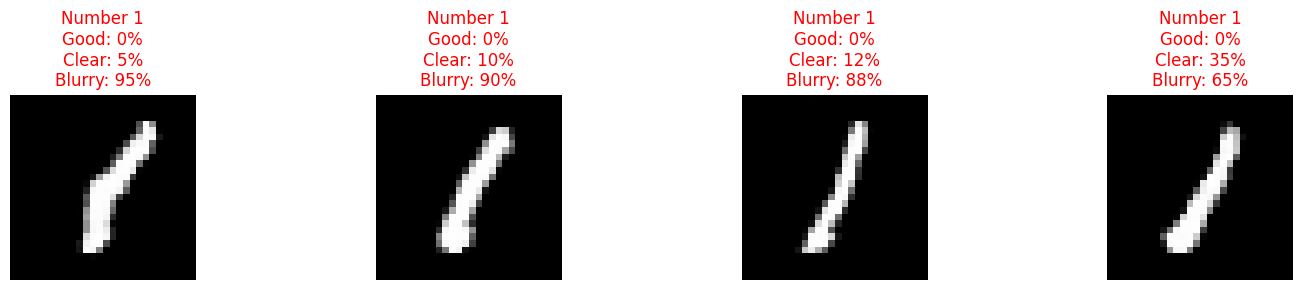 Number 1
Good: 0%
Clear: 5%
Blurry: 95%
Number 1
Good: 0%
Clear: 10%
Blurry: 90%
Number 1
Good: 0%
Clear: 12%
Blurry: 88%
Number 1
Good: 0%
Clear: 35%
Blurry: 65%